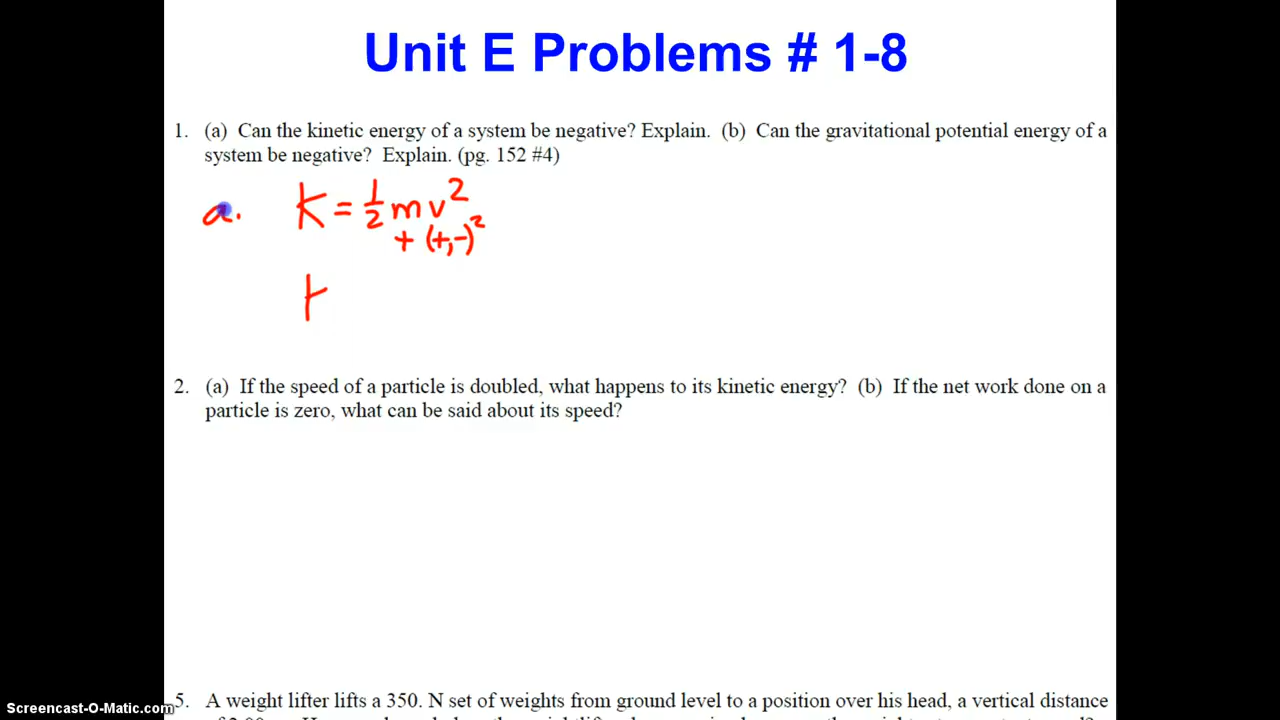 Unit E Problems # 1-8
1. (a) Can the kinetic energy of a system be negative? Explain. (b) Can the gravitational potential energy of a
system be negative? Explain. (pg. 152 #4)
a. K = 1/2 mv²
+ (+,-)²
2. (a) If the speed of a particle is doubled, what happens to its kinetic energy? (b) If the net work done on a
particle is zero, what can be said about its speed?
5. A weight lifter lifts a 350. N set of weights from ground level to a position over his head, a vertical distance
Screencast-O-Matic.com